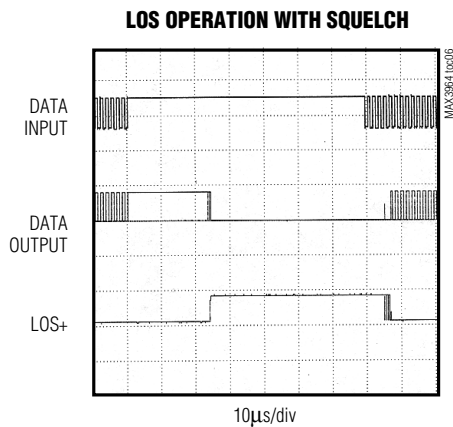 LOS OPERATION WITH SQUELCH
MAX3964 toc06
DATA
INPUT
DATA
OUTPUT
LOS+
10µs/div